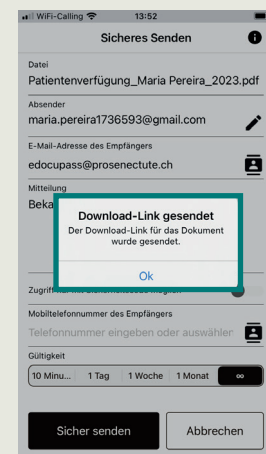 WiFi-Calling 13:52
Sicheres Senden
Datei
Patientenverfügung_Maria Pereira_2023.pdf
Absender
maria.pereira1736593@gmail.com
E-Mail-Adresse des Empfängers
edocupass@prosenectute.ch
Mitteilung
Beka
Download-Link gesendet
Der Download-Link für das Dokument
wurde gesendet.
Ok
Mobiltelefonnummer des Empfängers
Telefonnummer eingeben oder auswählen
Gültigkeit
10 Minu... 1 Tag 1 Woche 1 Monat ∞
Sicher senden Abbrechen